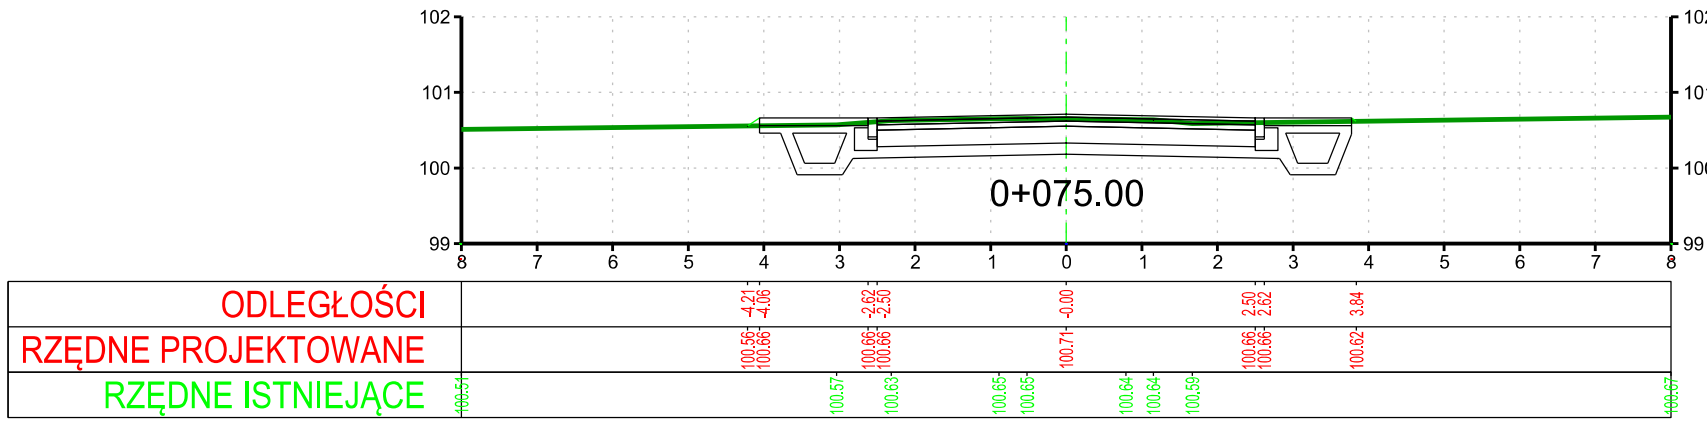 102 102
101 101
100 100
0+075.00
99 99
8 7 6 5 4 3 2 1 0 1 2 3 4 5 6 7 8
ODLEGŁOŚCI -4.21 -4.06 -2.62 -2.50 -0.00 2.50 2.62 3.84
RZĘDNE PROJEKTOWANE 100.56 100.66 100.66 100.66 100.71 100.66 100.66 100.62
RZĘDNE ISTNIEJĄCE 100.51 100.57 100.63 100.65 100.65 100.64 100.64 100.59 100.67